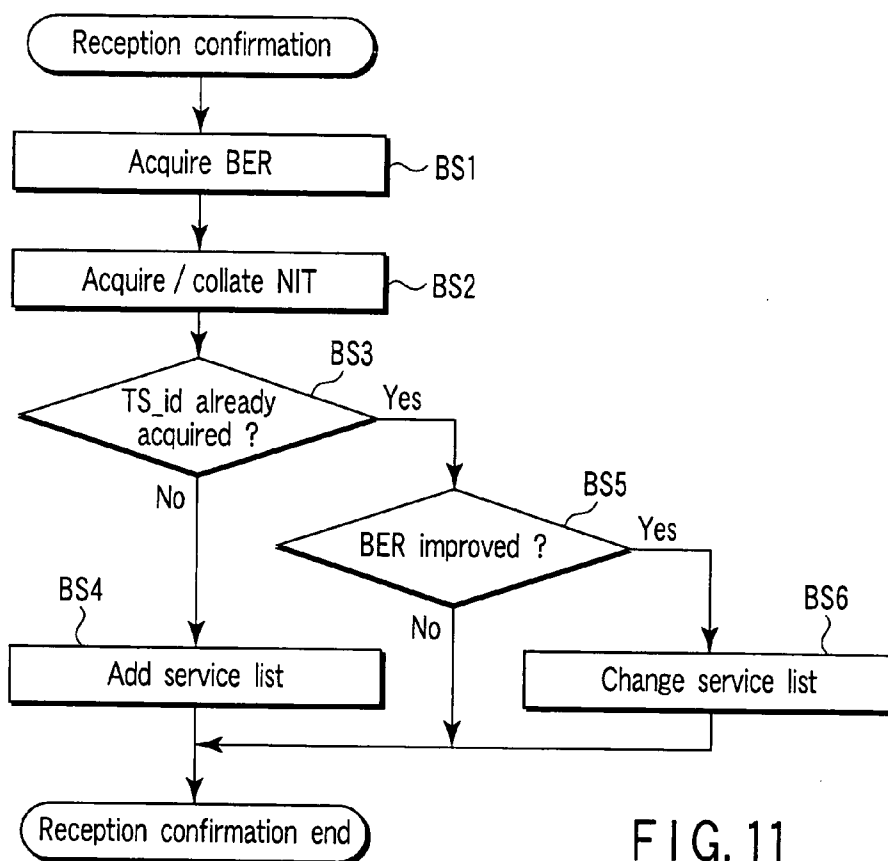 Reception confirmation
Acquire BER
BS1
Acquire / collate NIT
BS2
BS3
TS_id already
acquired ?
Yes
No
BS5
BER improved ?
Yes
No
BS4
Add service list
BS6
Change service list
Reception confirmation end
FIG. 11